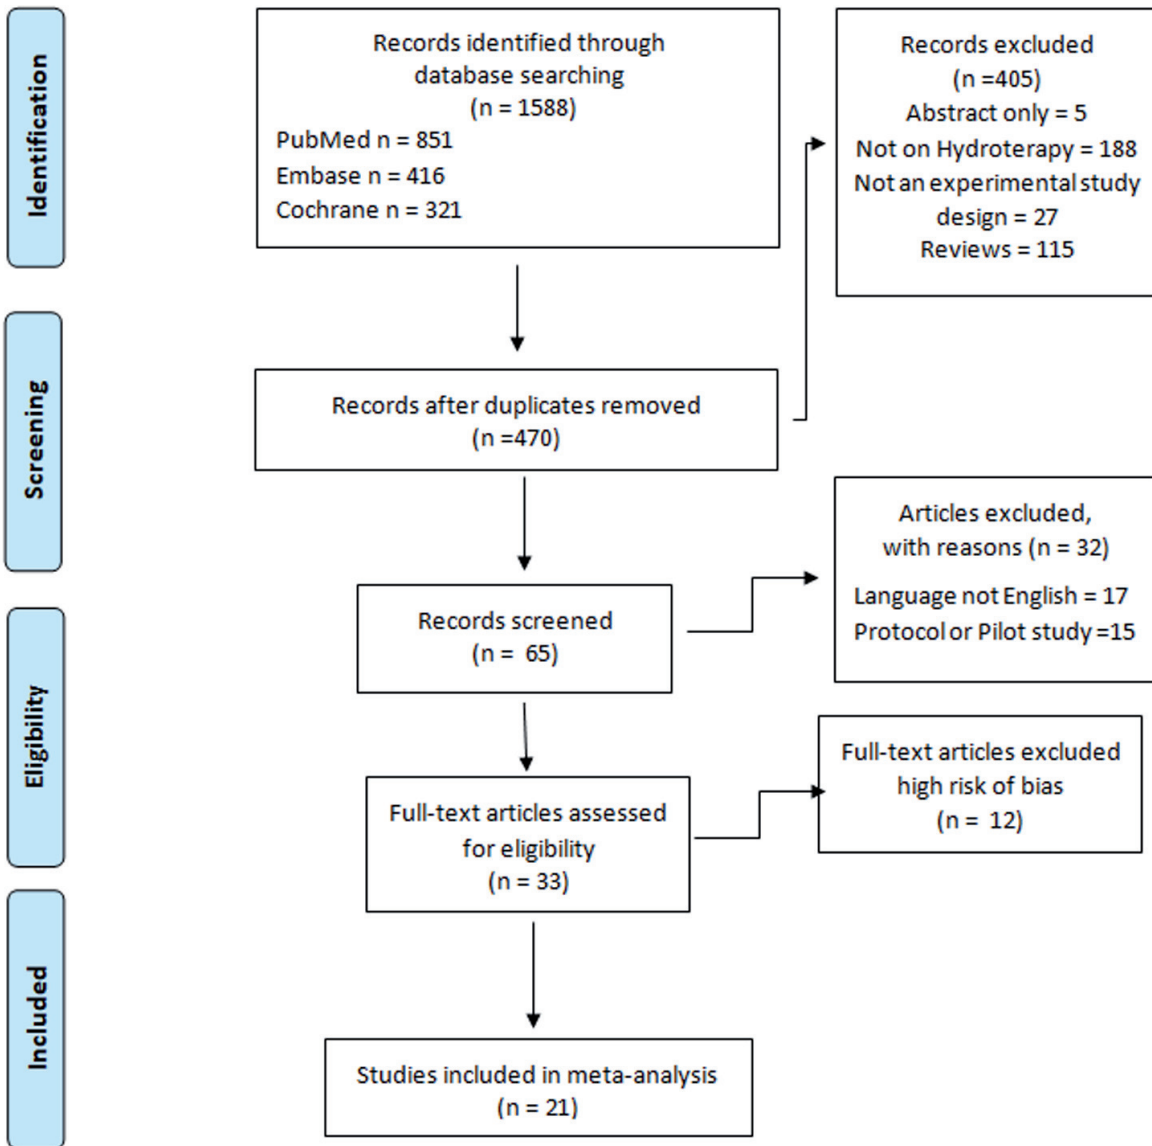 Identification
Records identified through
database searching
(n = 1588)
PubMed n = 851
Embase n = 416
Cochrane n = 321
Records excluded
(n =405)
Abstract only = 5
Not on Hydroterapy = 188
Not an experimental study
design = 27
Reviews = 115
Screening
Records after duplicates removed
(n =470)
Articles excluded,
with reasons (n = 32)
Language not English = 17
Protocol or Pilot study =15
Records screened
(n = 65)
Eligibility
Full-text articles excluded
high risk of bias
(n = 12)
Full-text articles assessed
for eligibility
(n = 33)
Included
Studies included in meta-analysis
(n = 21)